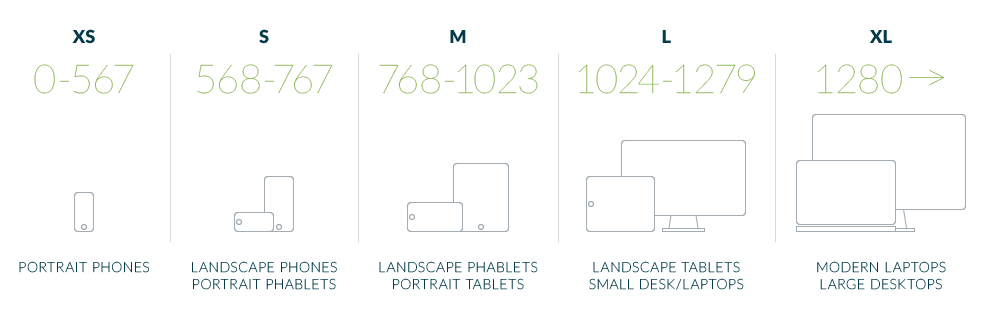 XS
0-567
PORTRAIT PHONES
S
568-767
LANDSCAPE PHONES
PORTRAIT PHABLETS
M
768-1023
LANDSCAPE PHABLETS
PORTRAIT TABLETS
L
1024-1279
LANDSCAPE TABLETS
SMALL DESK/LAPTOPS
XL
1280 →
MODERN LAPTOPS
LARGE DESKTOPS